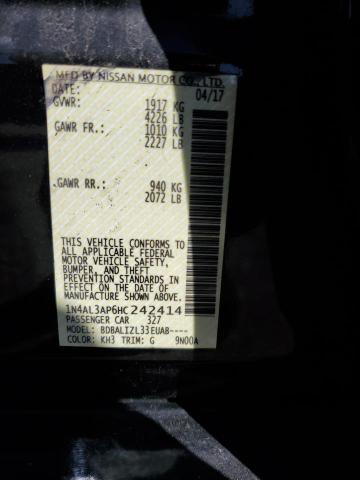 MFD BY NISSAN MOTOR CO., LTD.
DATE: 04/17
GVWR: 1917 KG
4226 LB
GAWR FR: 1010 KG
2227 LB
GAWR RR: 940 KG
2072 LB
THIS VEHICLE CONFORMS TO
ALL APPLICABLE FEDERAL
MOTOR VEHICLE SAFETY,
BUMPER, AND THEFT
PREVENTION STANDARDS
IN EFFECT ON THE DATE OF
MANUFACTURE SHOWN ABOVE.
1N4AL3AP6HC242414
PASSENGER CAR 327
MODEL: BDBALIZL33EUAB----
COLOR: KH3 TRIM: G 9N00A